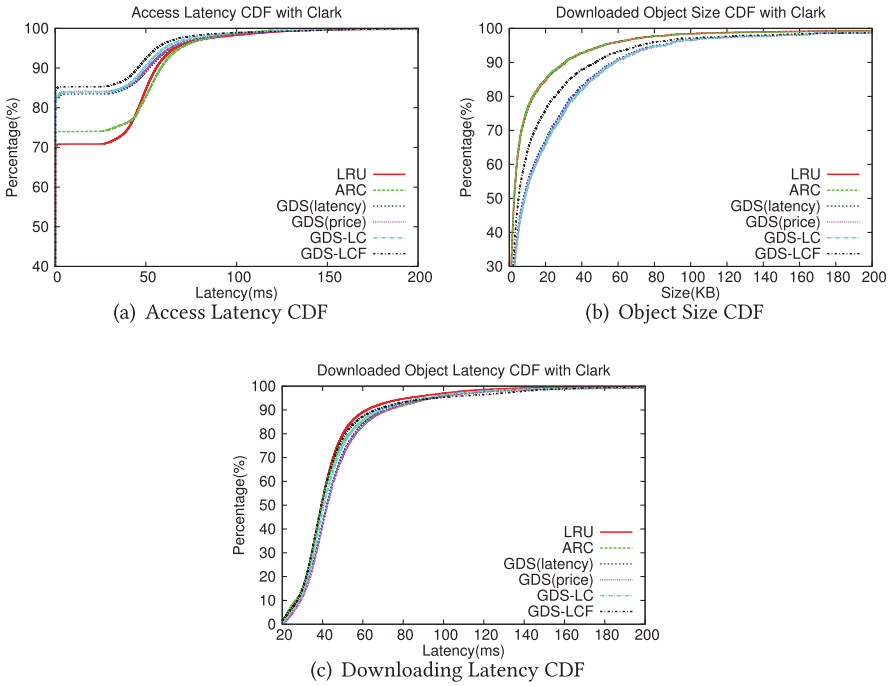 Access Latency CDF with Clark
100
90
80
70
60
50
40
0 50 100 150 200
Percentage(%)
Latency(ms)
LRU
ARC
GDS(latency)
GDS(price)
GDS-LC
GDS-LCF
(a) Access Latency CDF
Downloaded Object Size CDF with Clark
100
90
80
70
60
50
40
30
0 20 40 60 80 100 120 140 160 180 200
Percentage(%)
Size(KB)
LRU
ARC
GDS(latency)
GDS(price)
GDS-LC
GDS-LCF
(b) Object Size CDF
Downloaded Object Latency CDF with Clark
100
90
80
70
60
50
40
30
20
10
0
20 40 60 80 100 120 140 160 180 200
Percentage(%)
Latency(ms)
LRU
ARC
GDS(latency)
GDS(price)
GDS-LC
GDS-LCF
(c) Downloading Latency CDF